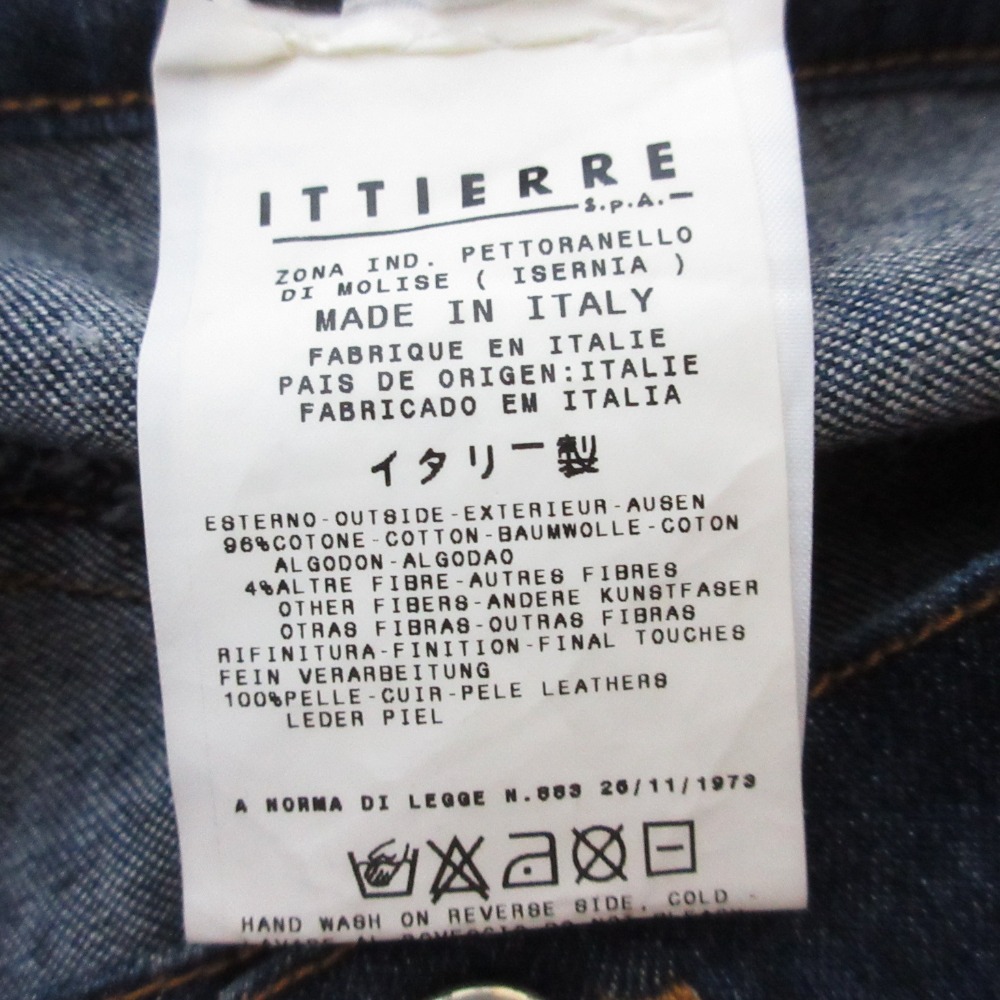 ITTIERRE
S.p.A.
ZONA IND. PETTORANELLO
DI MOLISE ( ISERNIA )
MADE IN ITALY
FABRIQUE EN ITALIE
PAIS DE ORIGEN:ITALIE
FABRICADO EM ITALIA
イタリー製
ESTERNO-OUTSIDE-EXTERIEUR-AUSEN
96%COTONE-COTTON-BAUMWOLLE-COTON
ALGODON-ALGODAO
4%ALTRE FIBRE-AUTRES FIBRES
OTHER FIBERS-ANDERE KUNSTFASER
OTRAS FIBRAS-OUTRAS FIBRAS
RIFINITURA-FINITION-FINAL TOUCHES
FEIN VERARBEITUNG
100%PELLE-CUIR-PELE LEATHERS
LEDER PIEL
A NORMA DI LEGGE N.883 26/11/1973
HAND WASH ON REVERSE SIDE, COLD